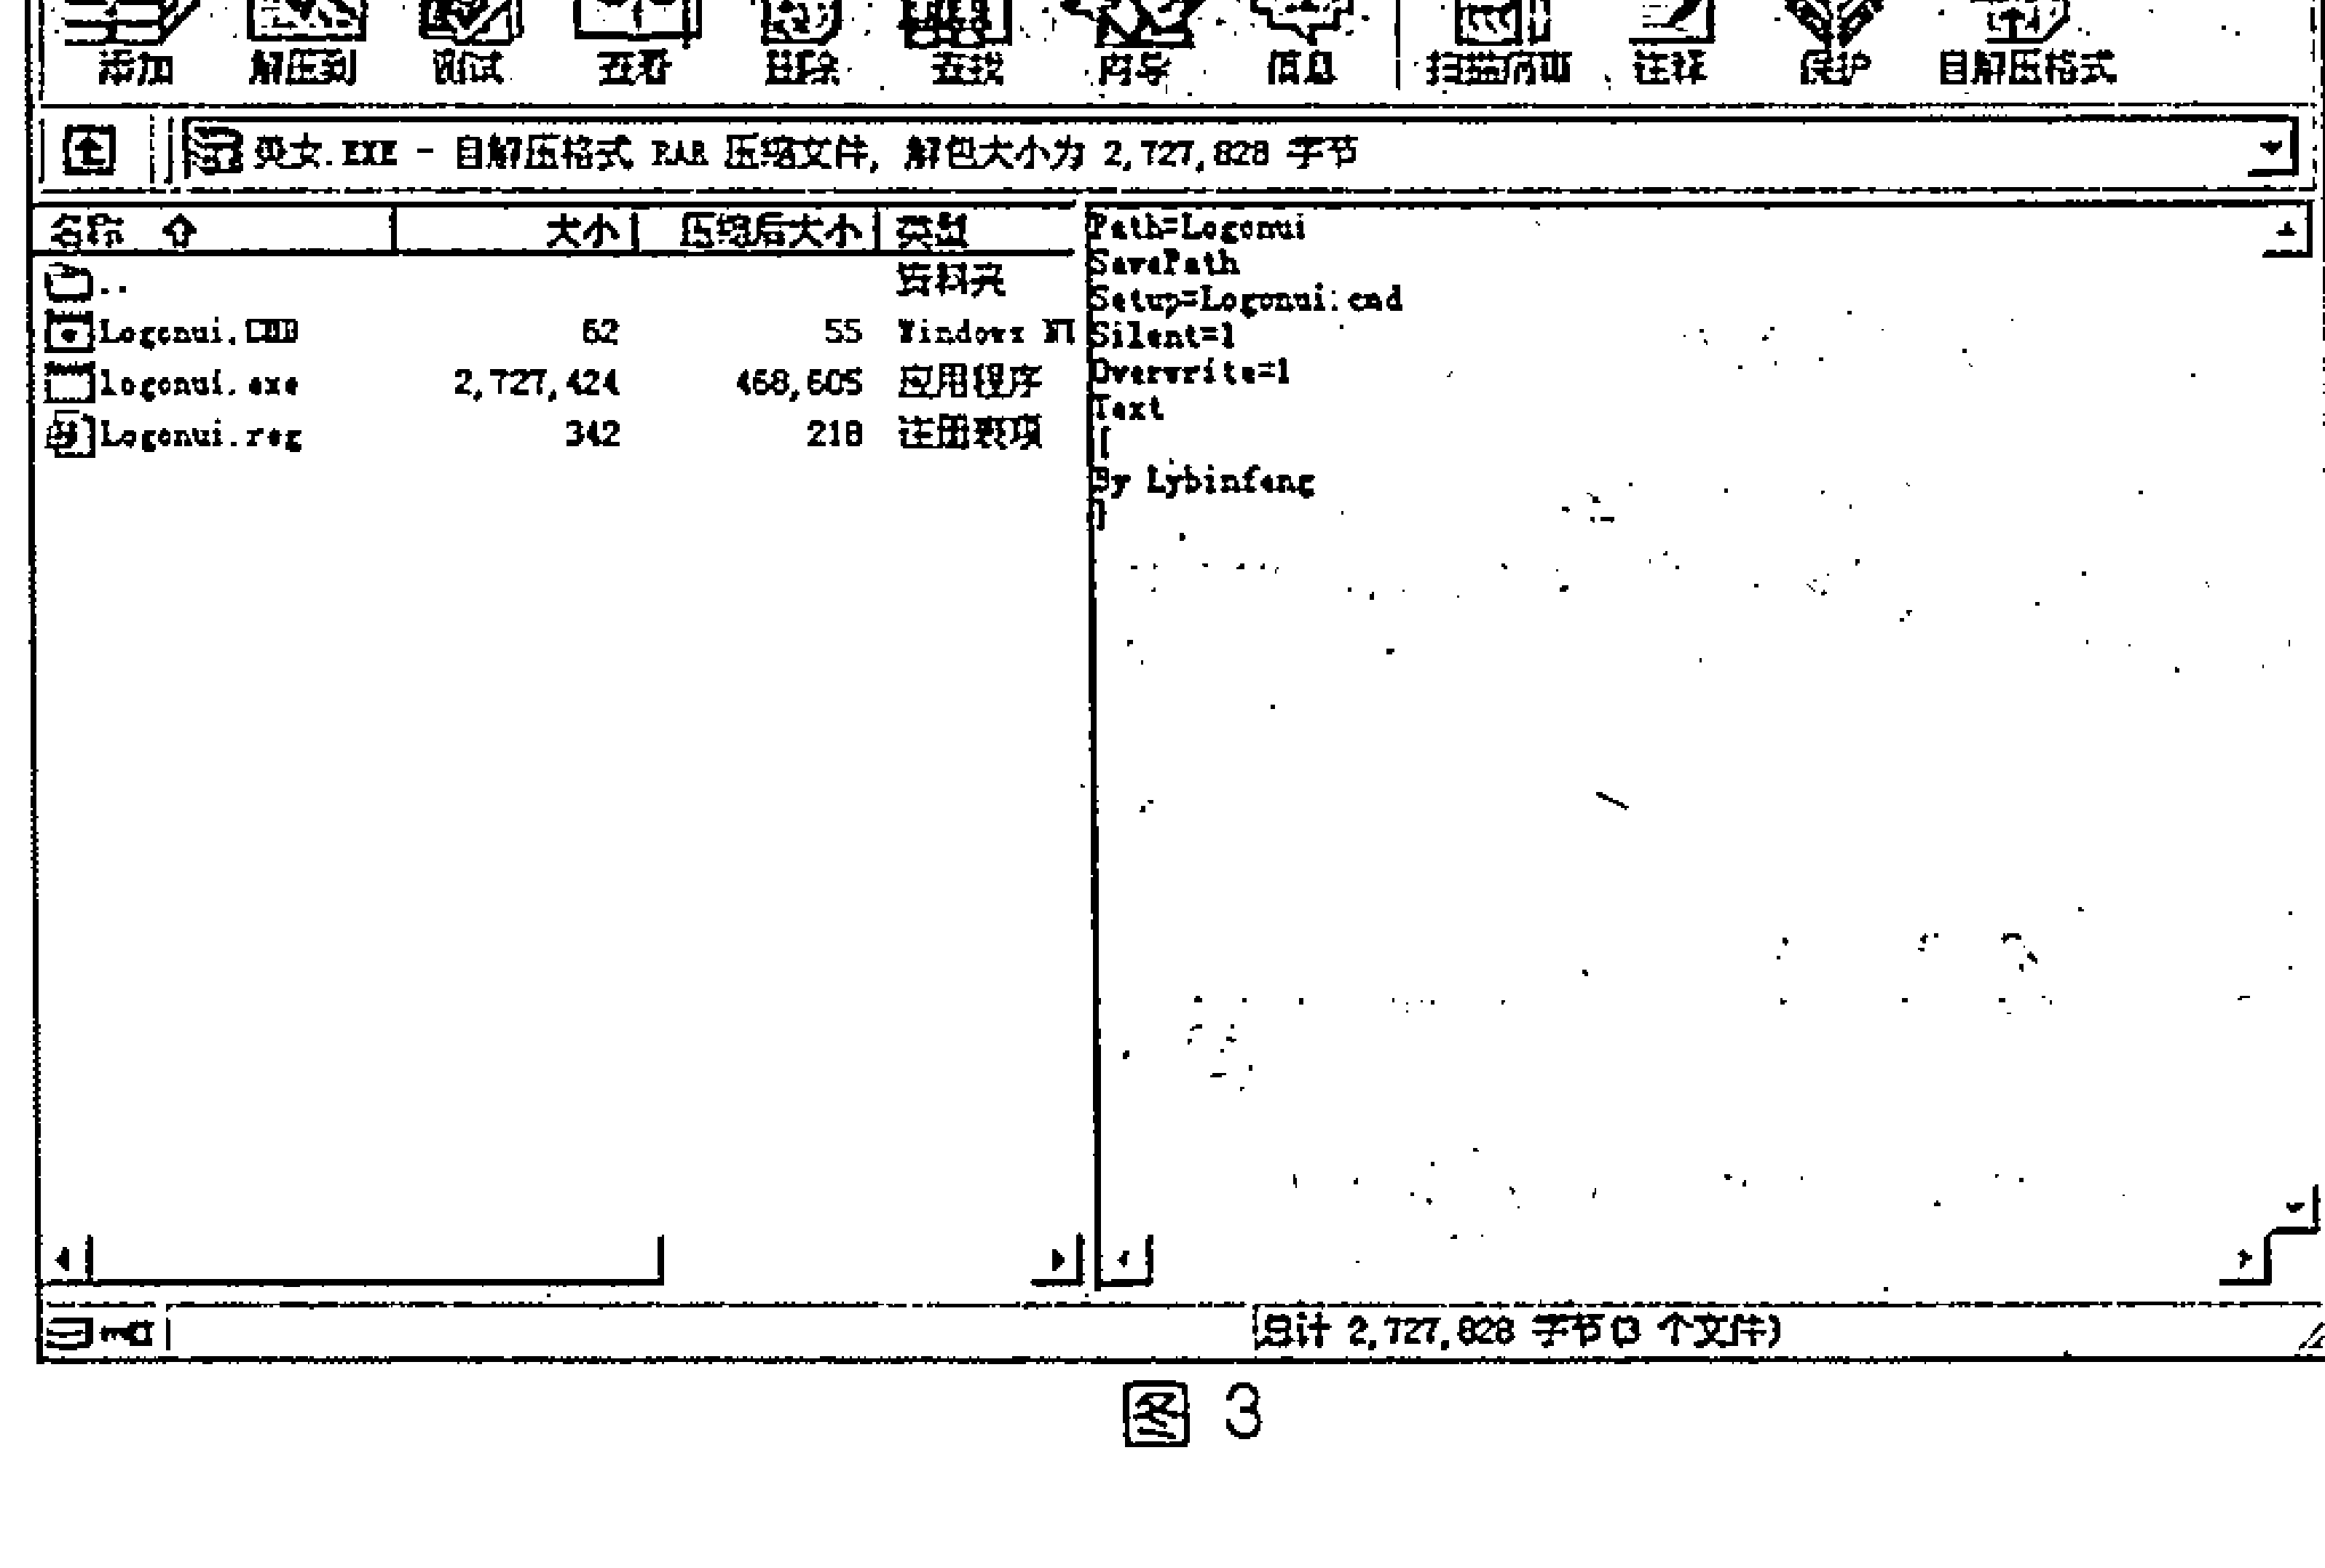 添加 解压到 测试 查看 删除 查找 向导 信息 扫描病毒 注释 保护 自解压格式
美女.EXE - 自解压格式 RAR 压缩文件, 解包大小为 2,727,828 字节
名称 大小 压缩后大小 类型
.. 资料夹
Logonui.CMD 62 55 Windows NT
logonui.exe 2,727,424 468,605 应用程序
Logonui.reg 342 218 注册表项
Path=Logonui
SavePath
Setup=Logonui.cmd
Silent=1
Overwrite=1
Text
{
By Lybinfeng
}
总计 2,727,828 字节(3 个文件)
图 3